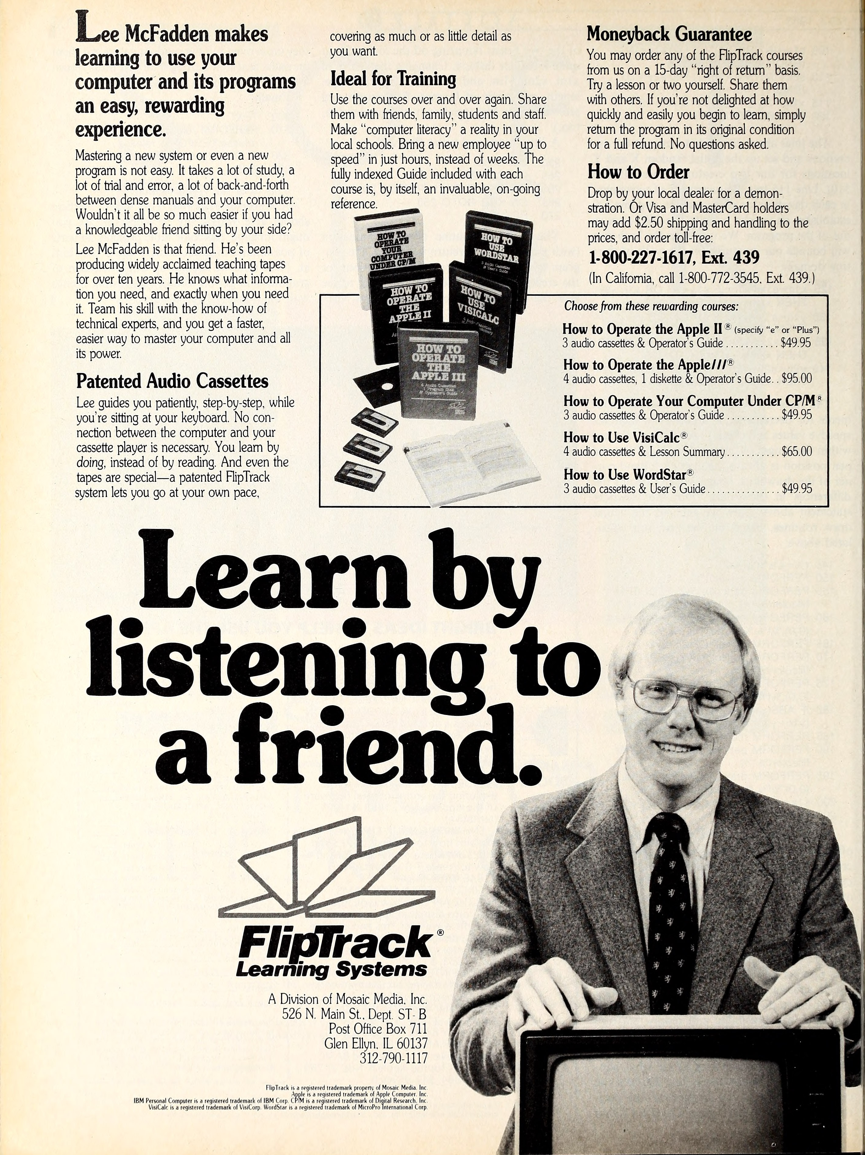 Lee McFadden makes
learning to use your
computer and its programs
an easy, rewarding
experience.
Mastering a new system or even a new
program is not easy. It takes a lot of study, a
lot of trial and error, a lot of back-and-forth
between dense manuals and your computer.
Wouldn't it all be so much easier if you had
a knowledgeable friend sitting by your side?
Lee McFadden is that friend. He's been
producing widely acclaimed teaching tapes
for over ten years. He knows what informa-
tion you need, and exactly when you need
it. Team his skill with the know-how of
technical experts, and you get a faster,
easier way to master your computer and all
its power.
Patented Audio Cassettes
Lee guides you patiently, step-by-step, while
you're sitting at your keyboard. No con-
nection between the computer and your
cassette player is necessary. You learn by
doing, instead of by reading. And even the
tapes are special—a patented FlipTrack
system lets you go at your own pace,
covering as much or as little detail as
you want.
Ideal for Training
Use the courses over and over again. Share
them with friends, family, students and staff.
Make "computer literacy" a reality in your
local schools. Bring a new employee "up to
speed" in just hours, instead of weeks. The
fully indexed Guide included with each
course is, by itself, an invaluable, on-going
reference.
Moneyback Guarantee
You may order any of the FlipTrack courses
from us on a 15-day "right of return" basis.
Try a lesson or two yourself. Share them
with others. If you're not delighted at how
quickly and easily you begin to learn, simply
return the program in its original condition
for a full refund. No questions asked.
How to Order
Drop by your local dealer for a demon-
stration. Or Visa and MasterCard holders
may add $2.50 shipping and handling to the
prices, and order toll-free:
1-800-227-1617, Ext. 439
(In California, call 1-800-772-3545, Ext. 439.)
HOW TO
OPERATE
YOUR
COMPUTER
UNDER CP/M
HOW TO
USE
WORDSTAR
HOW TO
OPERATE
THE
APPLE II
HOW TO
USE
VISICALC
HOW TO
OPERATE
THE
APPLE III
Choose from these rewarding courses:
How to Operate the Apple II® (specify "e" or "Plus")
3 audio cassettes & Operator's Guide . . . . . . . . . . . $49.95
How to Operate the Apple III®
4 audio cassettes, 1 diskette & Operator's Guide. . $95.00
How to Operate Your Computer Under CP/M®
3 audio cassettes & Operator's Guide . . . . . . . . . . . $49.95
How to Use VisiCalc®
4 audio cassettes & Lesson Summary . . . . . . . . . . $65.00
How to Use WordStar®
3 audio cassettes & User's Guide . . . . . . . . . . . . . . $49.95
Learn by
listening to
a friend.
FlipTrack®
Learning Systems
A Division of Mosaic Media, Inc.
526 N. Main St., Dept. ST-B
Post Office Box 711
Glen Ellyn, IL 60137
312-790-1117
FlipTrack is a registered trademark property of Mosaic Media. Inc
Apple is a registered trademark of Apple Computer. Inc.
IBM Personal Computer is a registered trademark of IBM Corp. CP/M is a registered trademark of Digital Research, Inc.
VisiCalc is a registered trademark of VisiCorp. WordStar is a registered trademark of MicroPro International Corp.